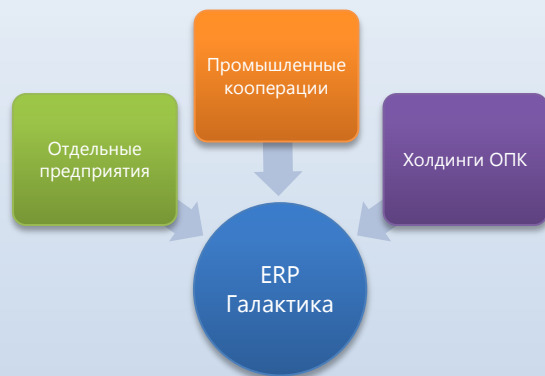 Промышленные
кооперации
Отдельные
предприятия
Холдинги ОПК
ERP
Галактика